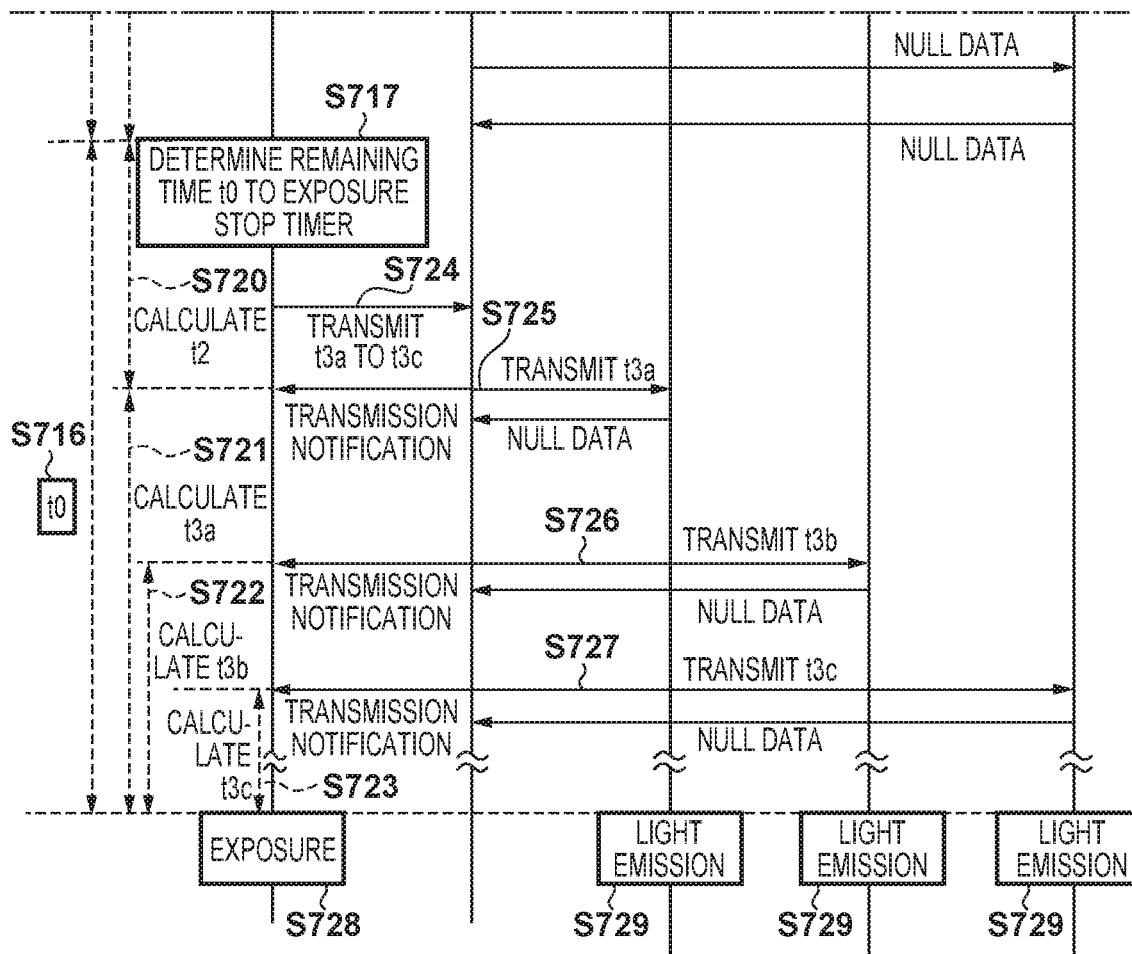 NULL DATA
S717
NULL DATA
DETERMINE REMAINING
TIME t0 TO EXPOSURE
STOP TIMER
S720
S724
CALCULATE
t2
TRANSMIT
t3a TO t3c
S725
TRANSMIT t3a
S716
t0
S721
TRANSMISSION
NOTIFICATION
NULL DATA
CALCULATE
t3a
S726
TRANSMIT t3b
S722
TRANSMISSION
NOTIFICATION
NULL DATA
CALCU-
LATE t3b
S727
TRANSMIT t3c
CALCU-
LATE
t3c
TRANSMISSION
NOTIFICATION
NULL DATA
S723
EXPOSURE
LIGHT
EMISSION
LIGHT
EMISSION
LIGHT
EMISSION
S728
S729
S729
S729